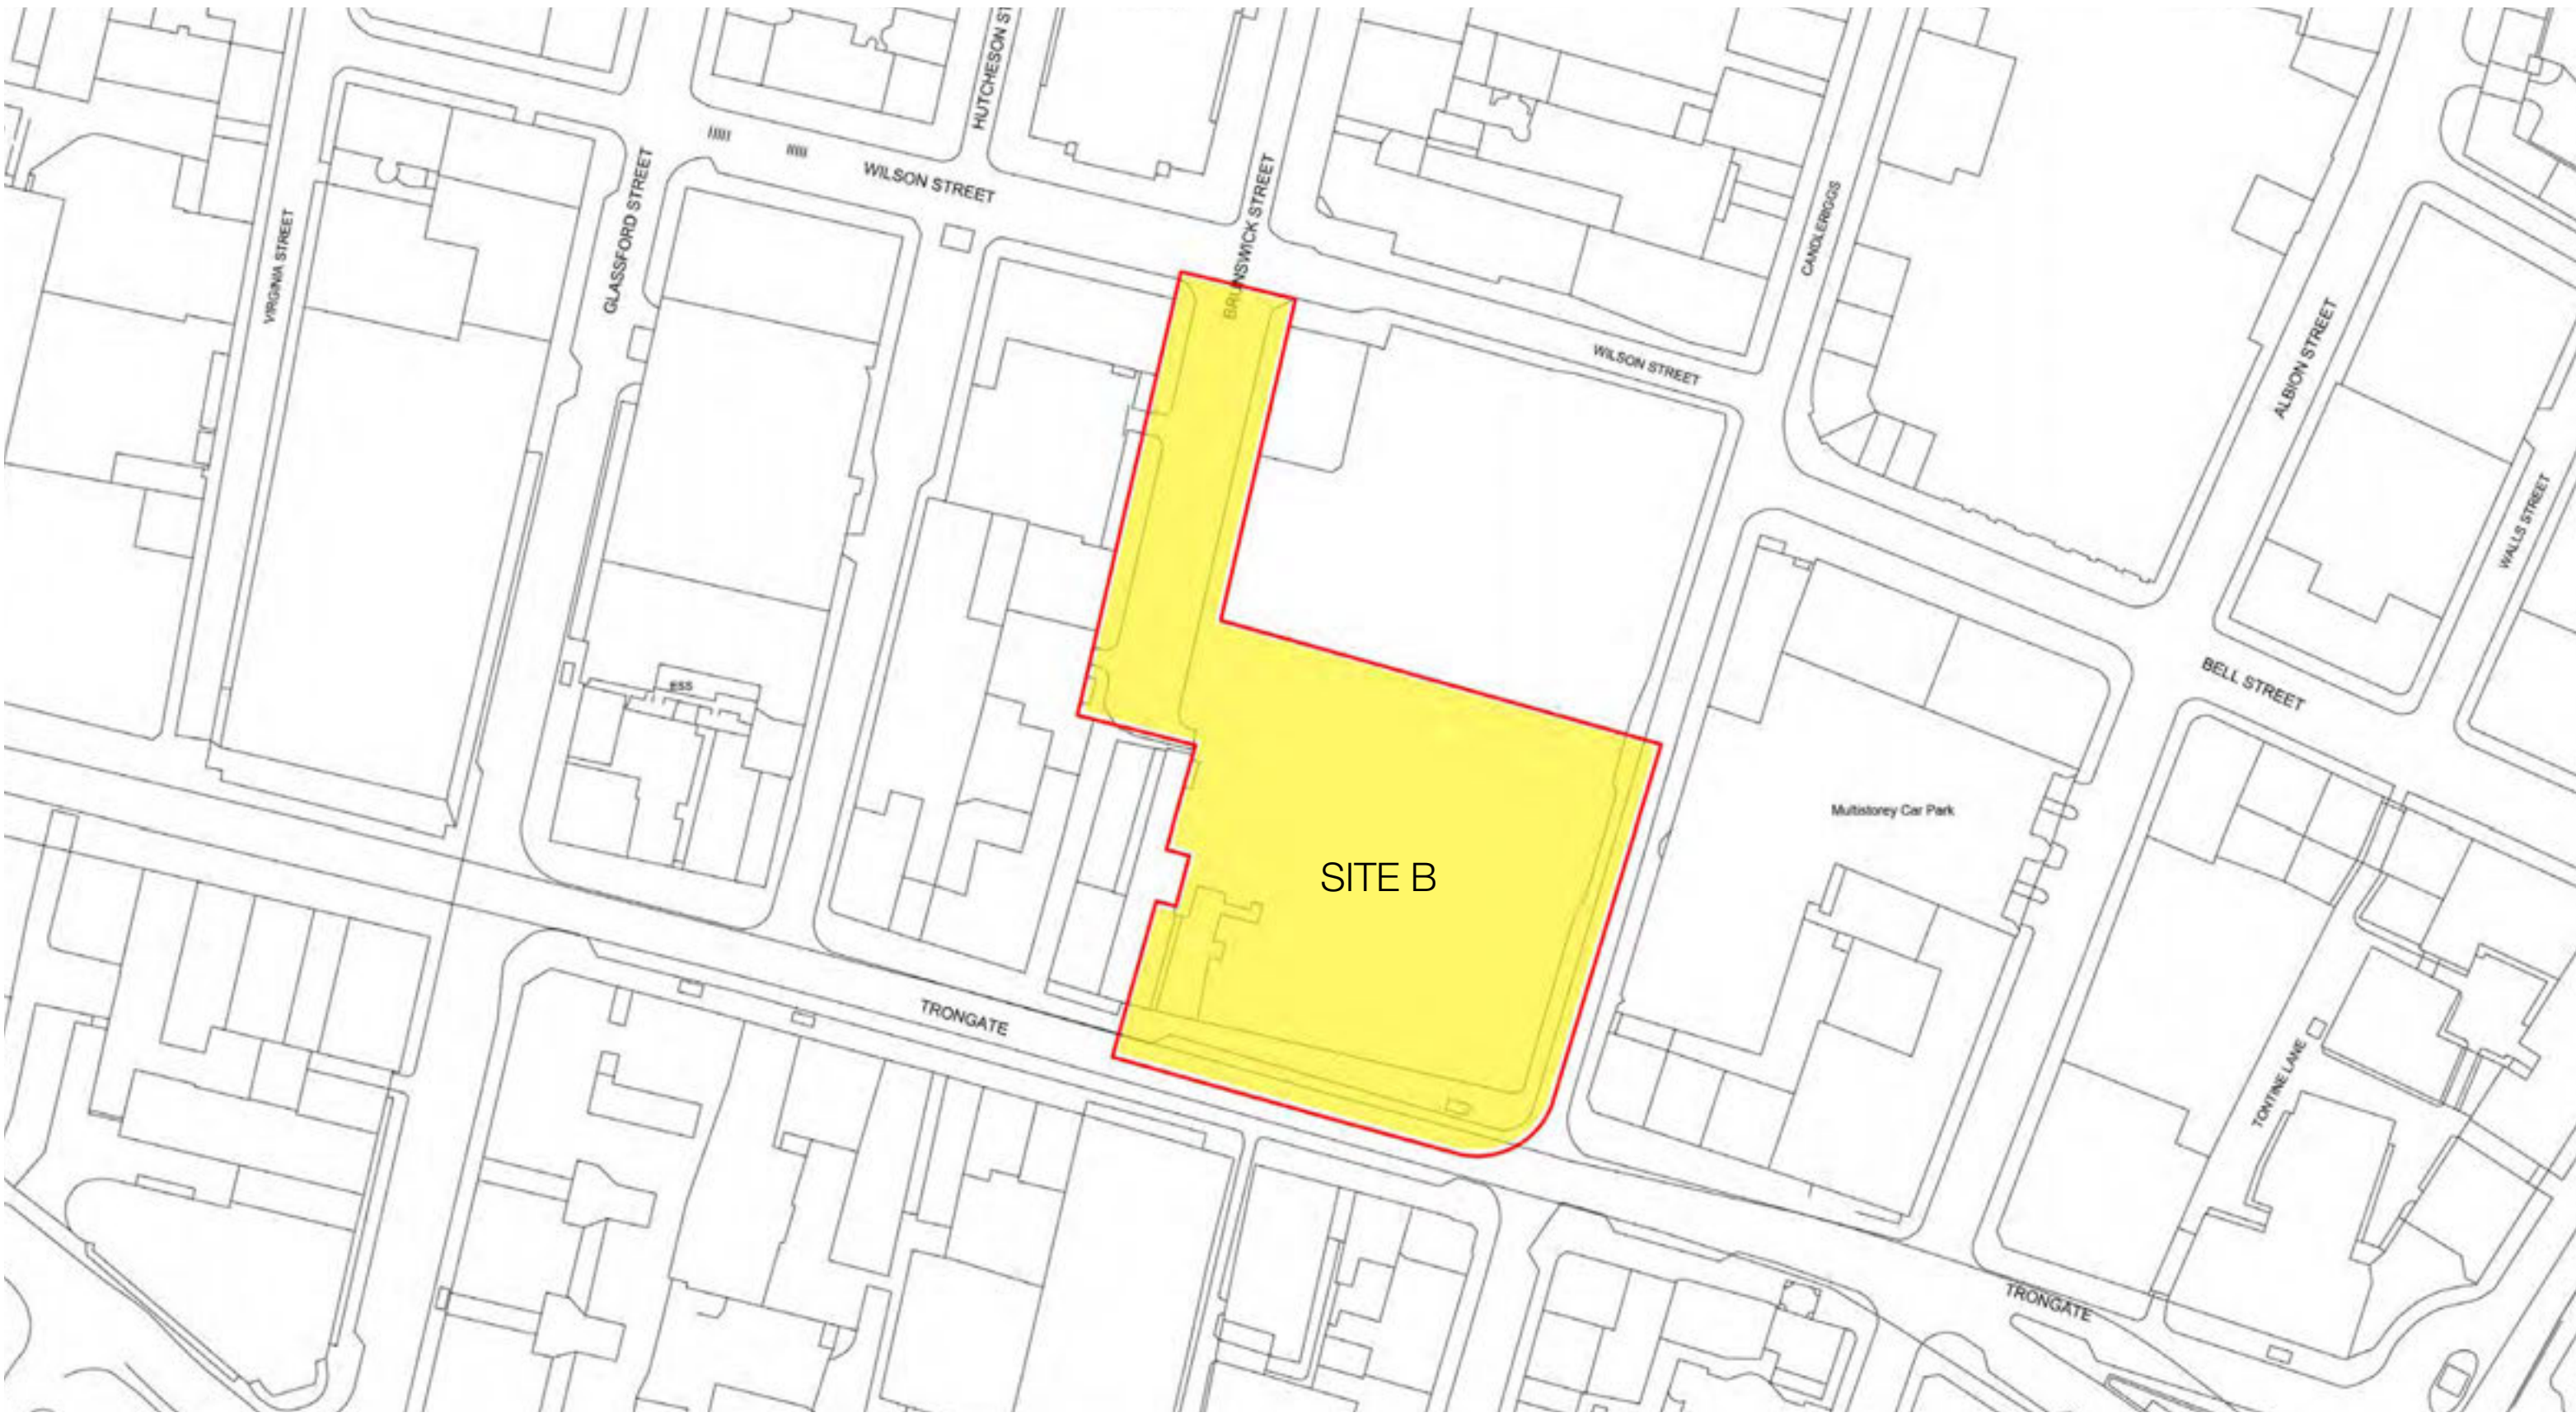 HUTCHESON ST
WILSON STREET
BRUNSWICK STREET
GLASSFORD STREET
VIRGINIA STREET
CANDLERIGGS
WILSON STREET
ALBION STREET
WALLS STREET
BELL STREET
ESS
Multistorey Car Park
SITE B
TRONGATE
TONTINE LANE
TRONGATE